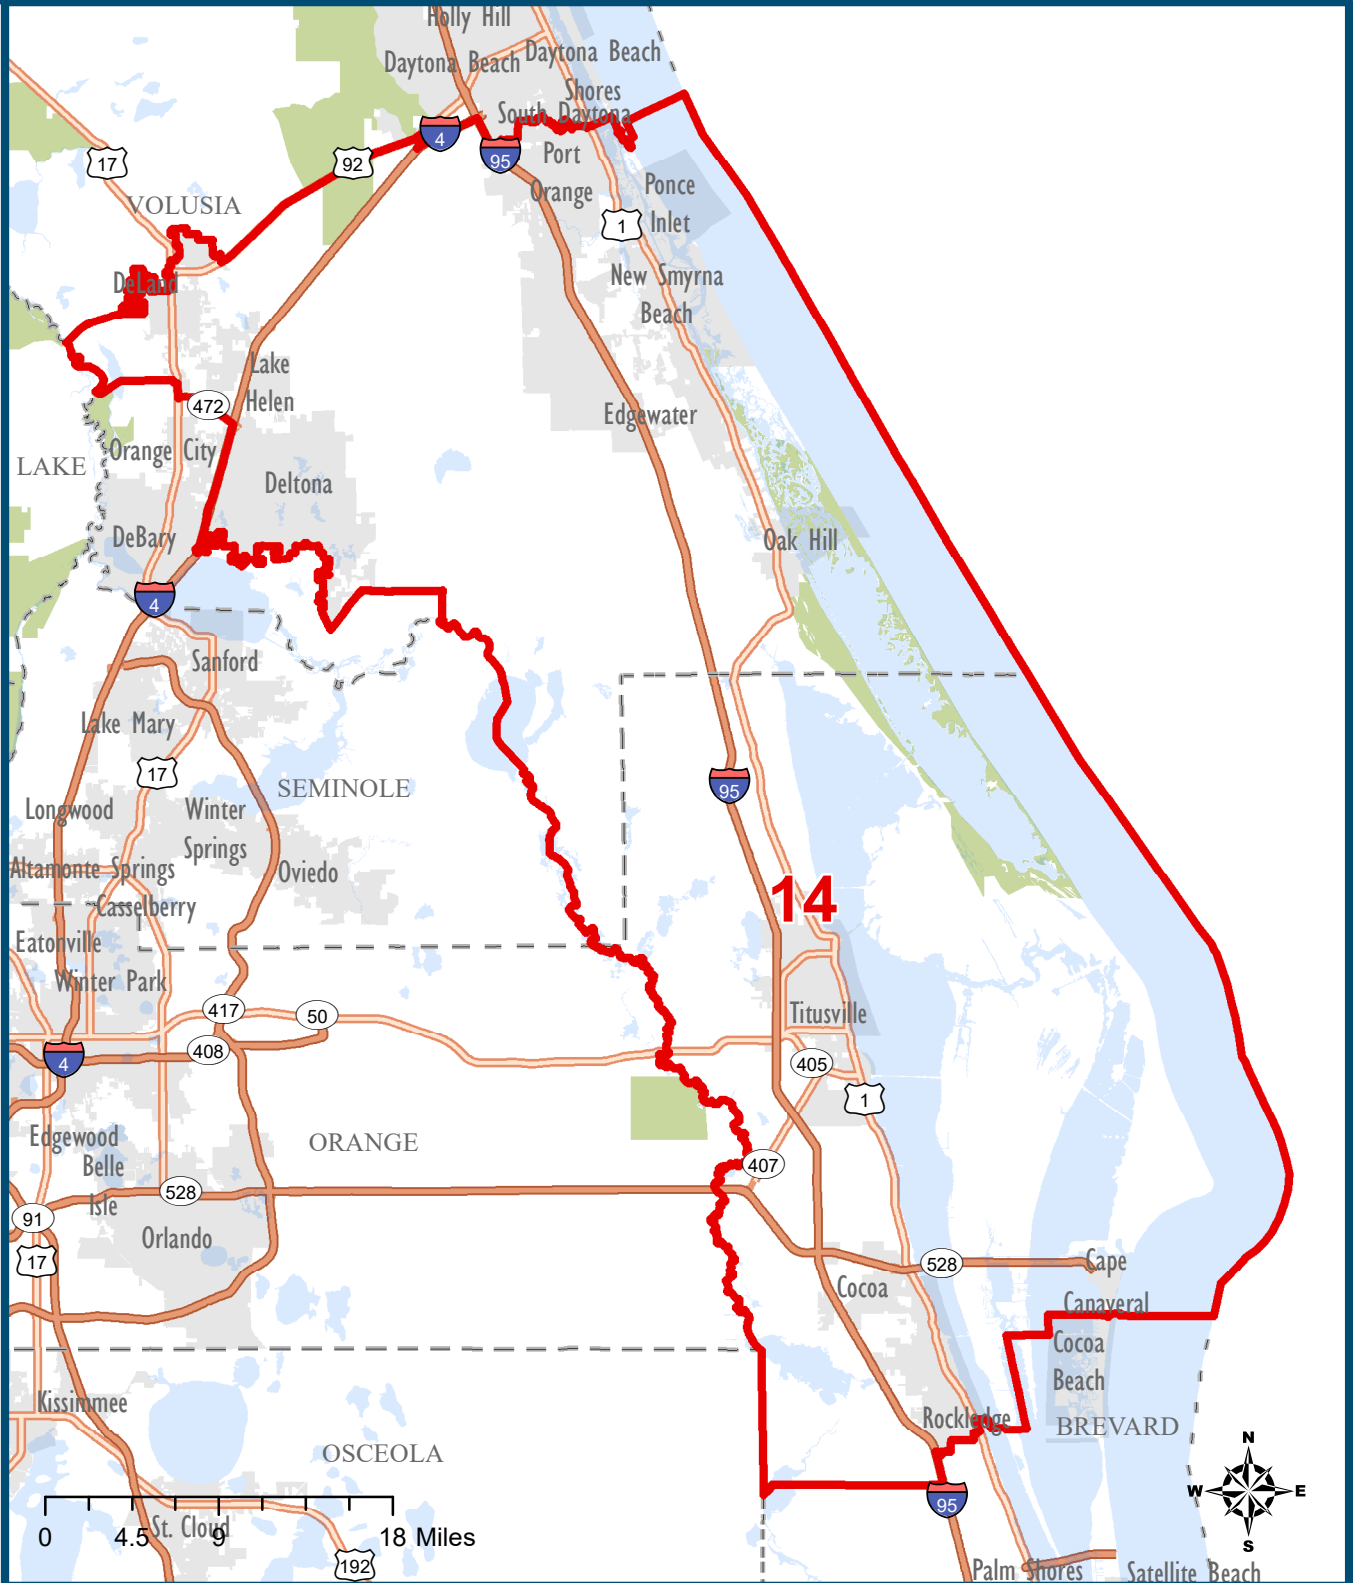 Holly Hill
Daytona Beach
Daytona Beach
Shores
South Daytona
4
95
17
92
Port
Orange
Ponce
Inlet
VOLUSIA
1
New Smyrna
Beach
DeLand
Lake
Helen
472
Edgewater
Orange City
LAKE
Deltona
DeBary
Oak Hill
4
Sanford
Lake Mary
17
SEMINOLE
95
Longwood
Winter
Springs
Altamonte Springs
Oviedo
14
Casselberry
Eatonville
Winter Park
417
50
Titusville
4
408
405
1
Edgewood
Belle
Isle
ORANGE
407
528
91
Orlando
17
528
Cape
Canaveral
Cocoa
Cocoa
Beach
Kissimmee
Rockledge
BREVARD
OSCEOLA
N
W
E
S
95
0
4.5
9
18 Miles
St. Cloud
192
Palm Shores
Satellite Beach